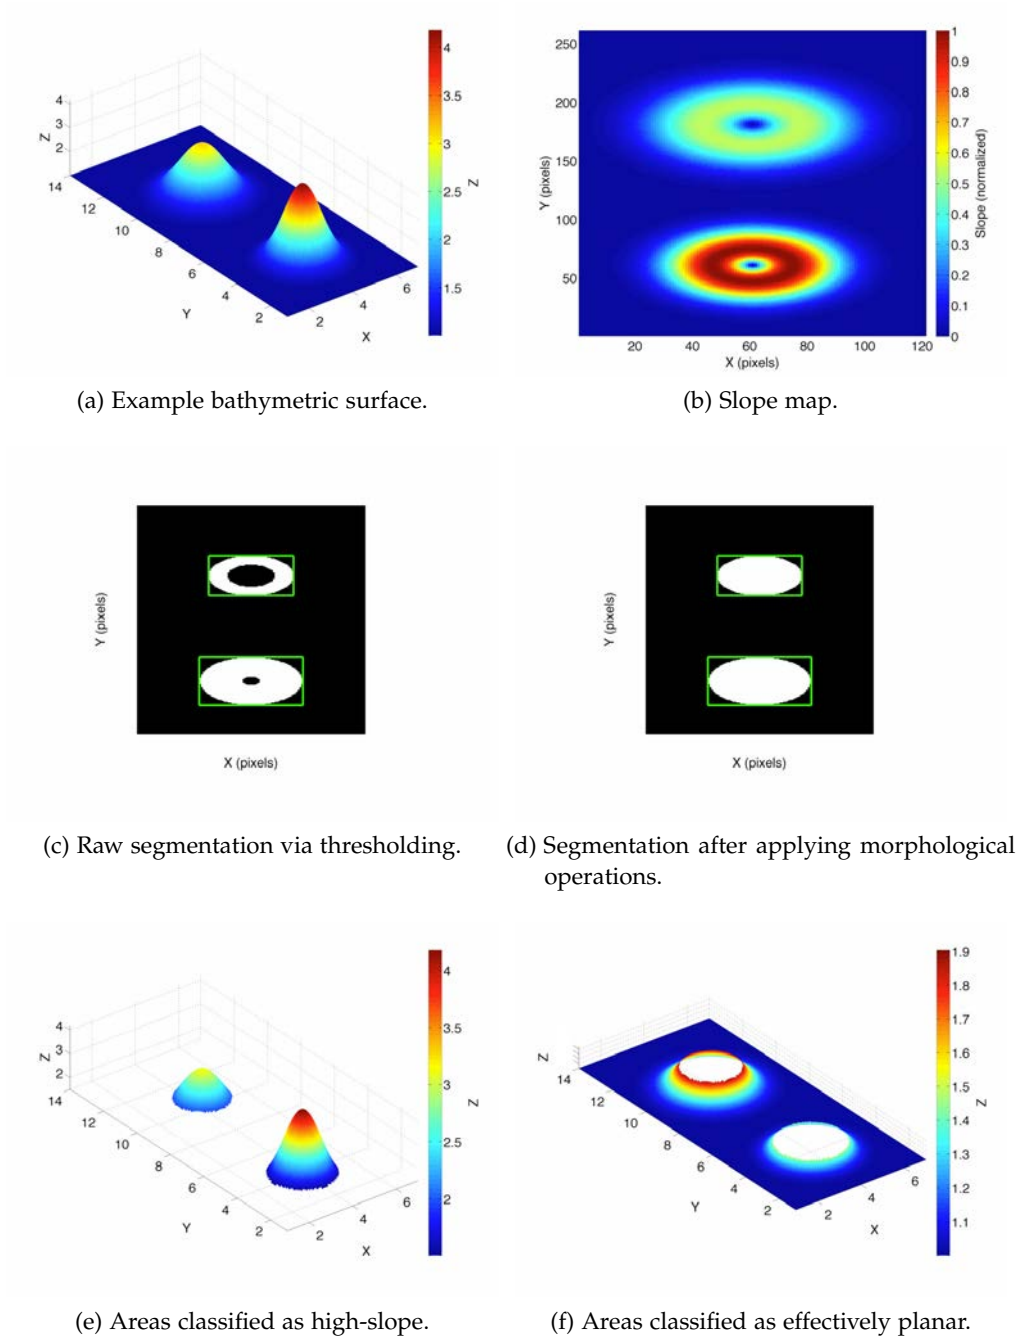 4
3
2
Z
14
12
10
8
6
4
2
Y
2
4
6
X
4
3.5
3
2.5
2
1.5
Z
250
200
150
100
50
Y (pixels)
20 40 60 80 100 120
X (pixels)
1
0.9
0.8
0.7
0.6
0.5
0.4
0.3
0.2
0.1
0
Slope (normalized)
(a) Example bathymetric surface.
(b) Slope map.
Y (pixels)
X (pixels)
Y (pixels)
X (pixels)
(c) Raw segmentation via thresholding.
(d) Segmentation after applying morphological
operations.
4
3
2
Z
14
12
10
8
6
4
2
Y
2
4
6
X
4
3.5
3
2.5
2
Z
Z
14
12
10
8
6
4
2
Y
2
4
6
X
1.9
1.8
1.7
1.6
1.5
1.4
1.3
1.2
1.1
Z
(e) Areas classified as high-slope.
(f) Areas classified as effectively planar.